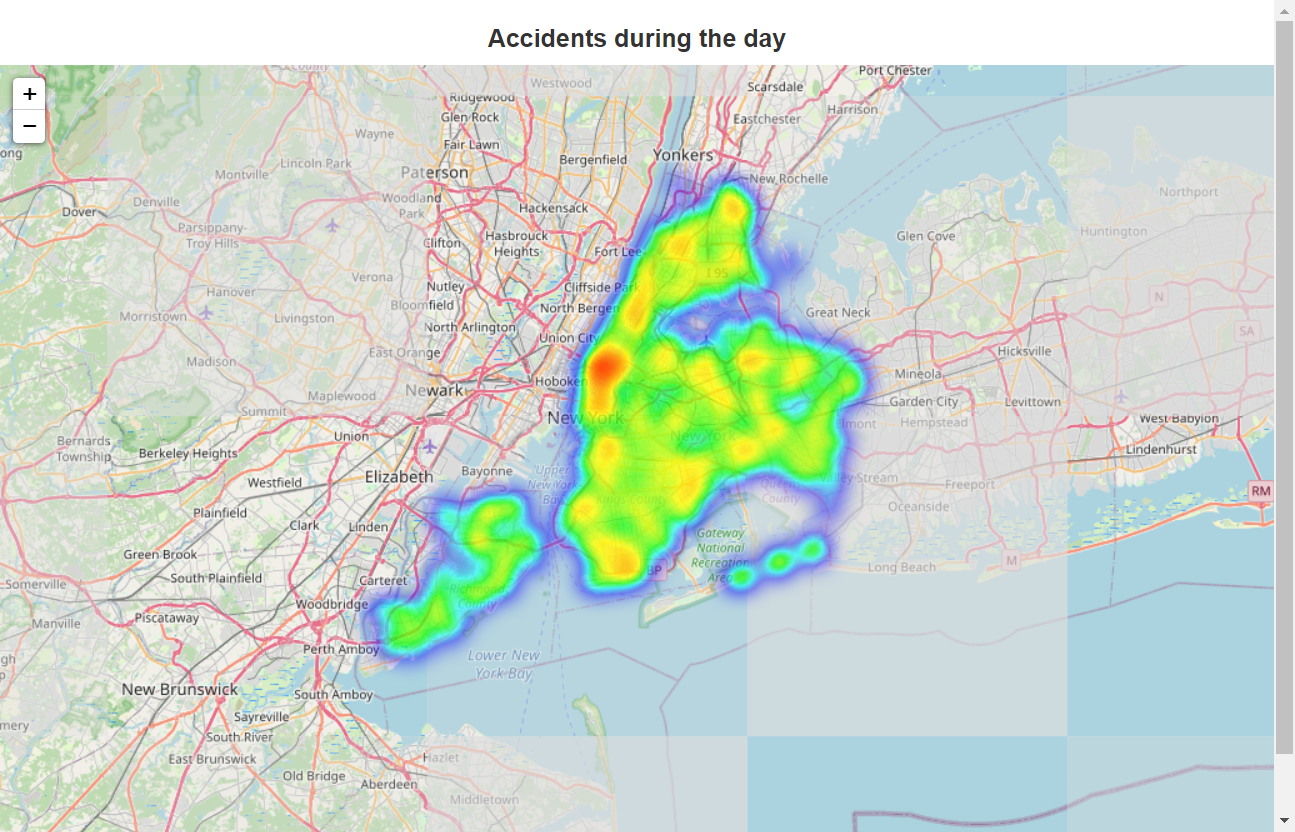 Accidents during the day
+
−
Port Chester
Westwood
Scarsdale
Ridgewood
Harrison
Glen Rock
Eastchester
Wayne
Fair Lawn
Yonkers
Bergenfield
Lincoln Park
Paterson
Montville
New Rochelle
Denville
Woodland
Park
Northport
Dover
Hackensack
Parsippany-
Troy Hills
Hasbrouck
Heights
Clifton
Fort Lee
Glen Cove
Huntington
I 95
Verona
Nutley
Cliffside Park
Hanover
Bloomfield
North Bergen
N
Morristown
Livingston
North Arlington
Great Neck
SA
Union City
East Orange
Hicksville
Madison
Mineola
Newark
Hoboken
Maplewood
Garden City
Levittown
Summit
New York
Hempstead
West Babylon
Union
New York
lmont
Bernards
Township
Berkeley Heights
Lindenhurst
Bayonne
Upper
New York
Bay
Elizabeth
Valley Stream
Westfield
Queens
County
Freeport
RM
Kings County
Plainfield
Oceanside
Clark
Linden
Gateway
National
Recreation
Area
Green Brook
M
South Plainfield
Carteret
BP
Long Beach
Somerville
Richmond
County
Woodbridge
Piscataway
Manville
Perth Amboy
Lower New
York Bay
New Brunswick
South Amboy
Sayreville
South River
East Brunswick
Hazlet
Old Bridge
Aberdeen
Middletown